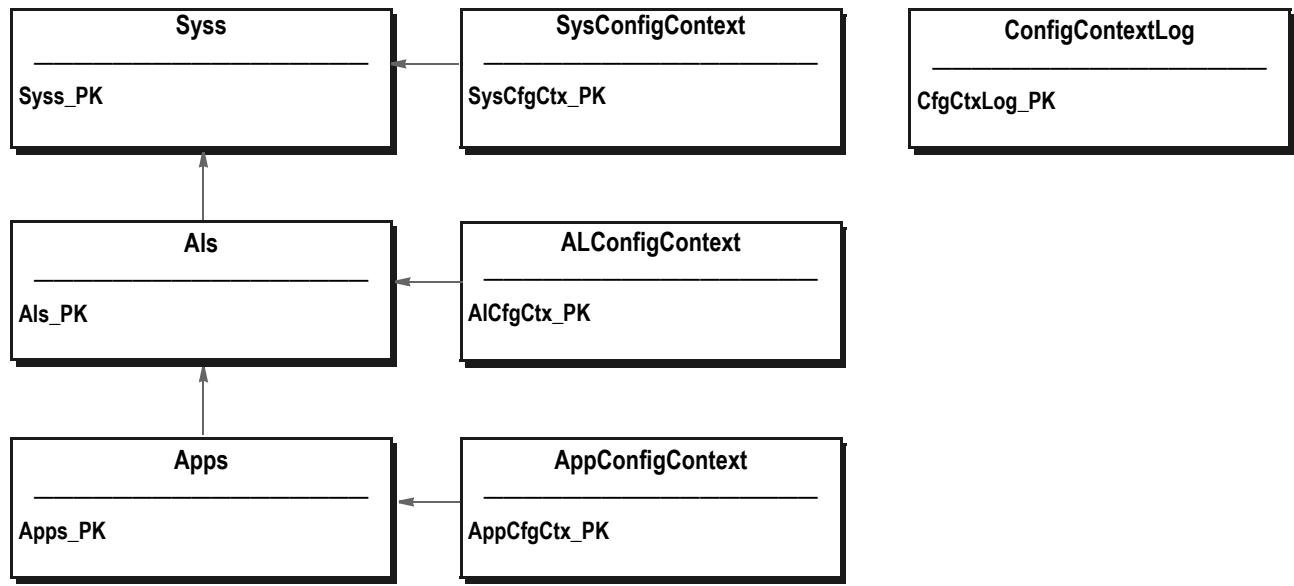 Syss
Syss_PK
SysConfigContext
SysCfgCtx_PK
ConfigContextLog
CfgCtxLog_PK
Als
Als_PK
ALConfigContext
AlCfgCtx_PK
Apps
Apps_PK
AppConfigContext
AppCfgCtx_PK